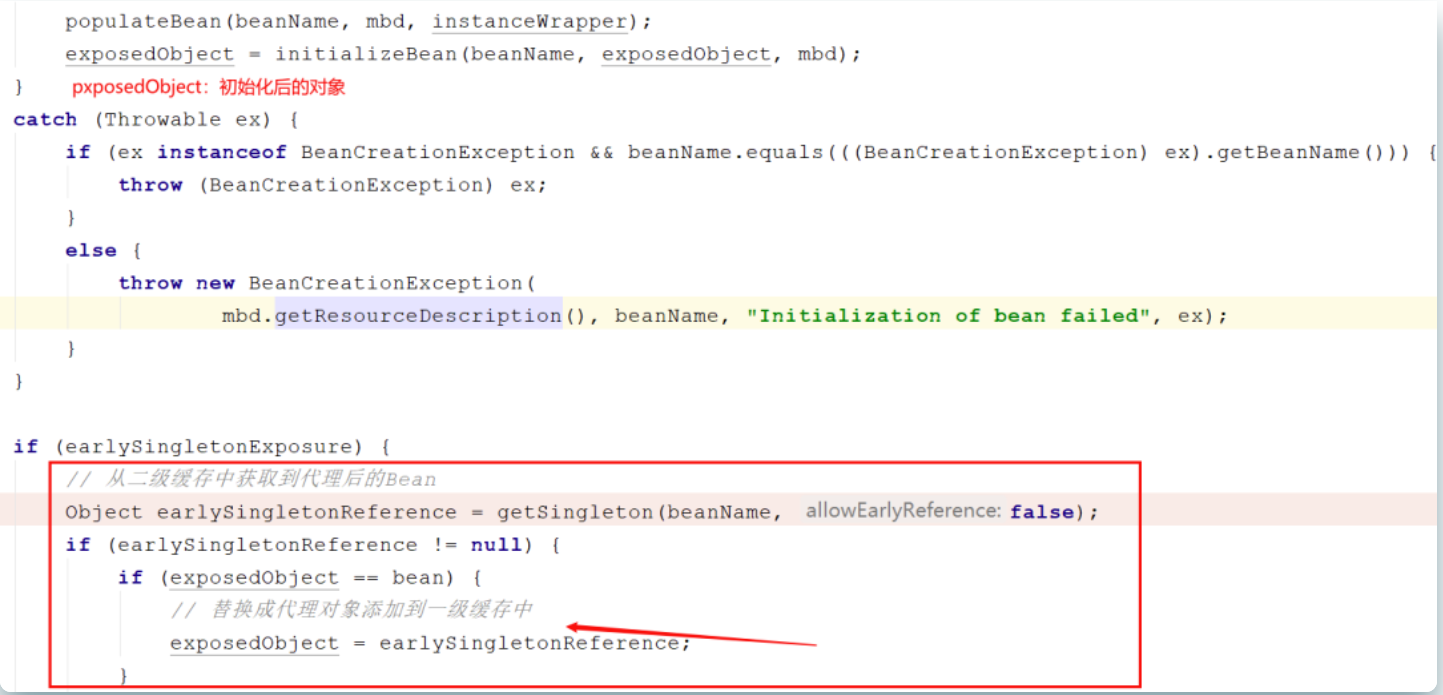 populateBean(beanName, mbd, instanceWrapper);
exposedObject = initializeBean(beanName, exposedObject, mbd);
} pxposedObject：初始化后的对象
catch (Throwable ex) {
if (ex instanceof BeanCreationException && beanName.equals(((BeanCreationException) ex).getBeanName())) {
throw (BeanCreationException) ex;
}
else {
throw new BeanCreationException(
mbd.getResourceDescription(), beanName, "Initialization of bean failed", ex);
}
}
if (earlySingletonExposure) {
// 从二级缓存中获取到代理后的Bean
Object earlySingletonReference = getSingleton(beanName, allowEarlyReference: false);
if (earlySingletonReference != null) {
if (exposedObject == bean) {
// 替换成代理对象添加到一级缓存中
exposedObject = earlySingletonReference;
}